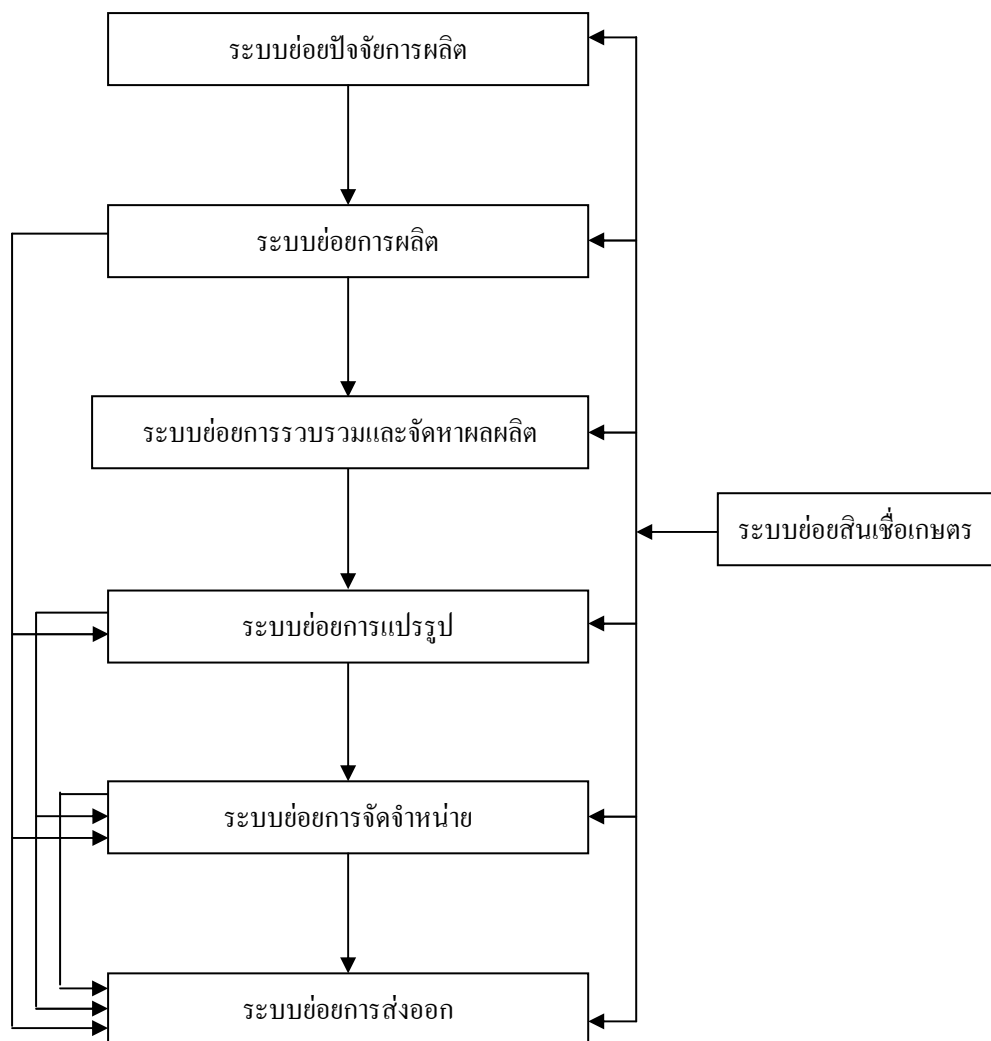 ระบบย่อยปัจจัยการผลิต
ระบบย่อยการผลิต
ระบบย่อยการรวบรวมและจัดหาผลผลิต
ระบบย่อยสินเชื่อเกษตร
ระบบย่อยการแปรรูป
ระบบย่อยการจัดจำหน่าย
ระบบย่อยการส่งออก